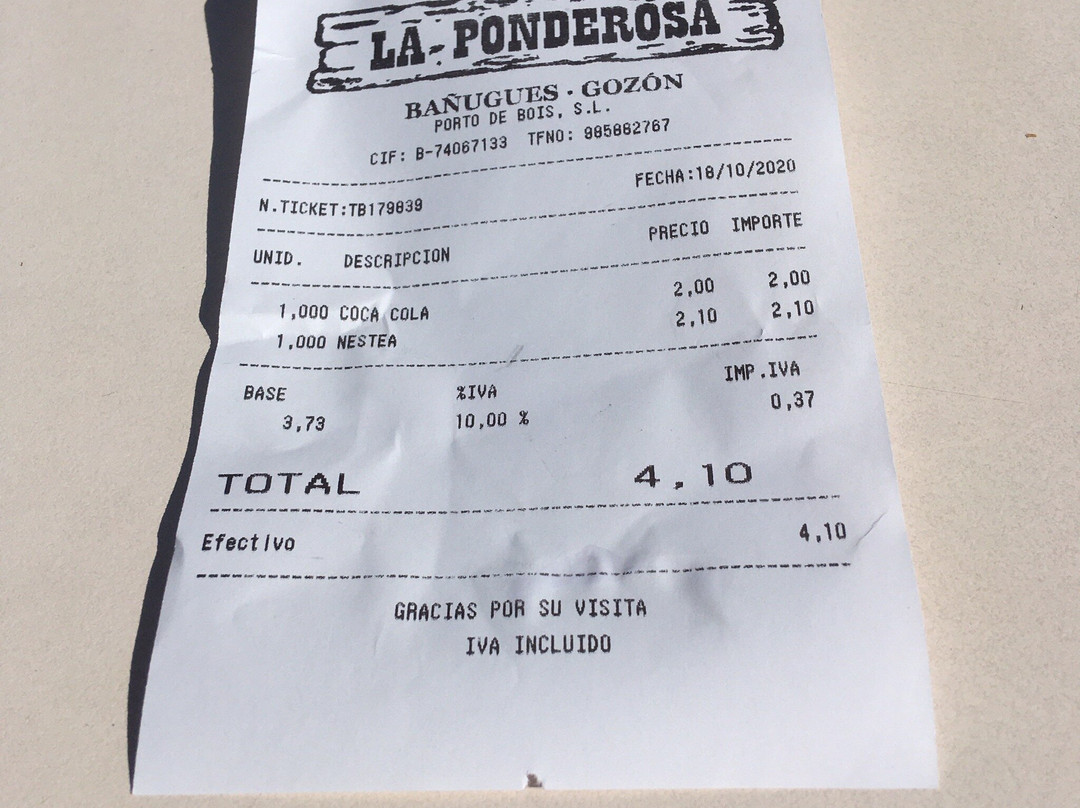 LA-PONDEROSA
BAÑUGUES · GOZÓN
PORTO DE BOIS, S.L.
CIF: B-74067133 TFNO: 985882767
FECHA:18/10/2020
N.TICKET:TB179839
UNID. DESCRIPCION PRECIO IMPORTE
1,000 COCA COLA 2,00 2,00
1,000 NESTEA 2,10 2,10
BASE %IVA IMP.IVA
3,73 10,00 % 0,37
TOTAL 4,10
Efectivo 4,10
GRACIAS POR SU VISITA
IVA INCLUIDO